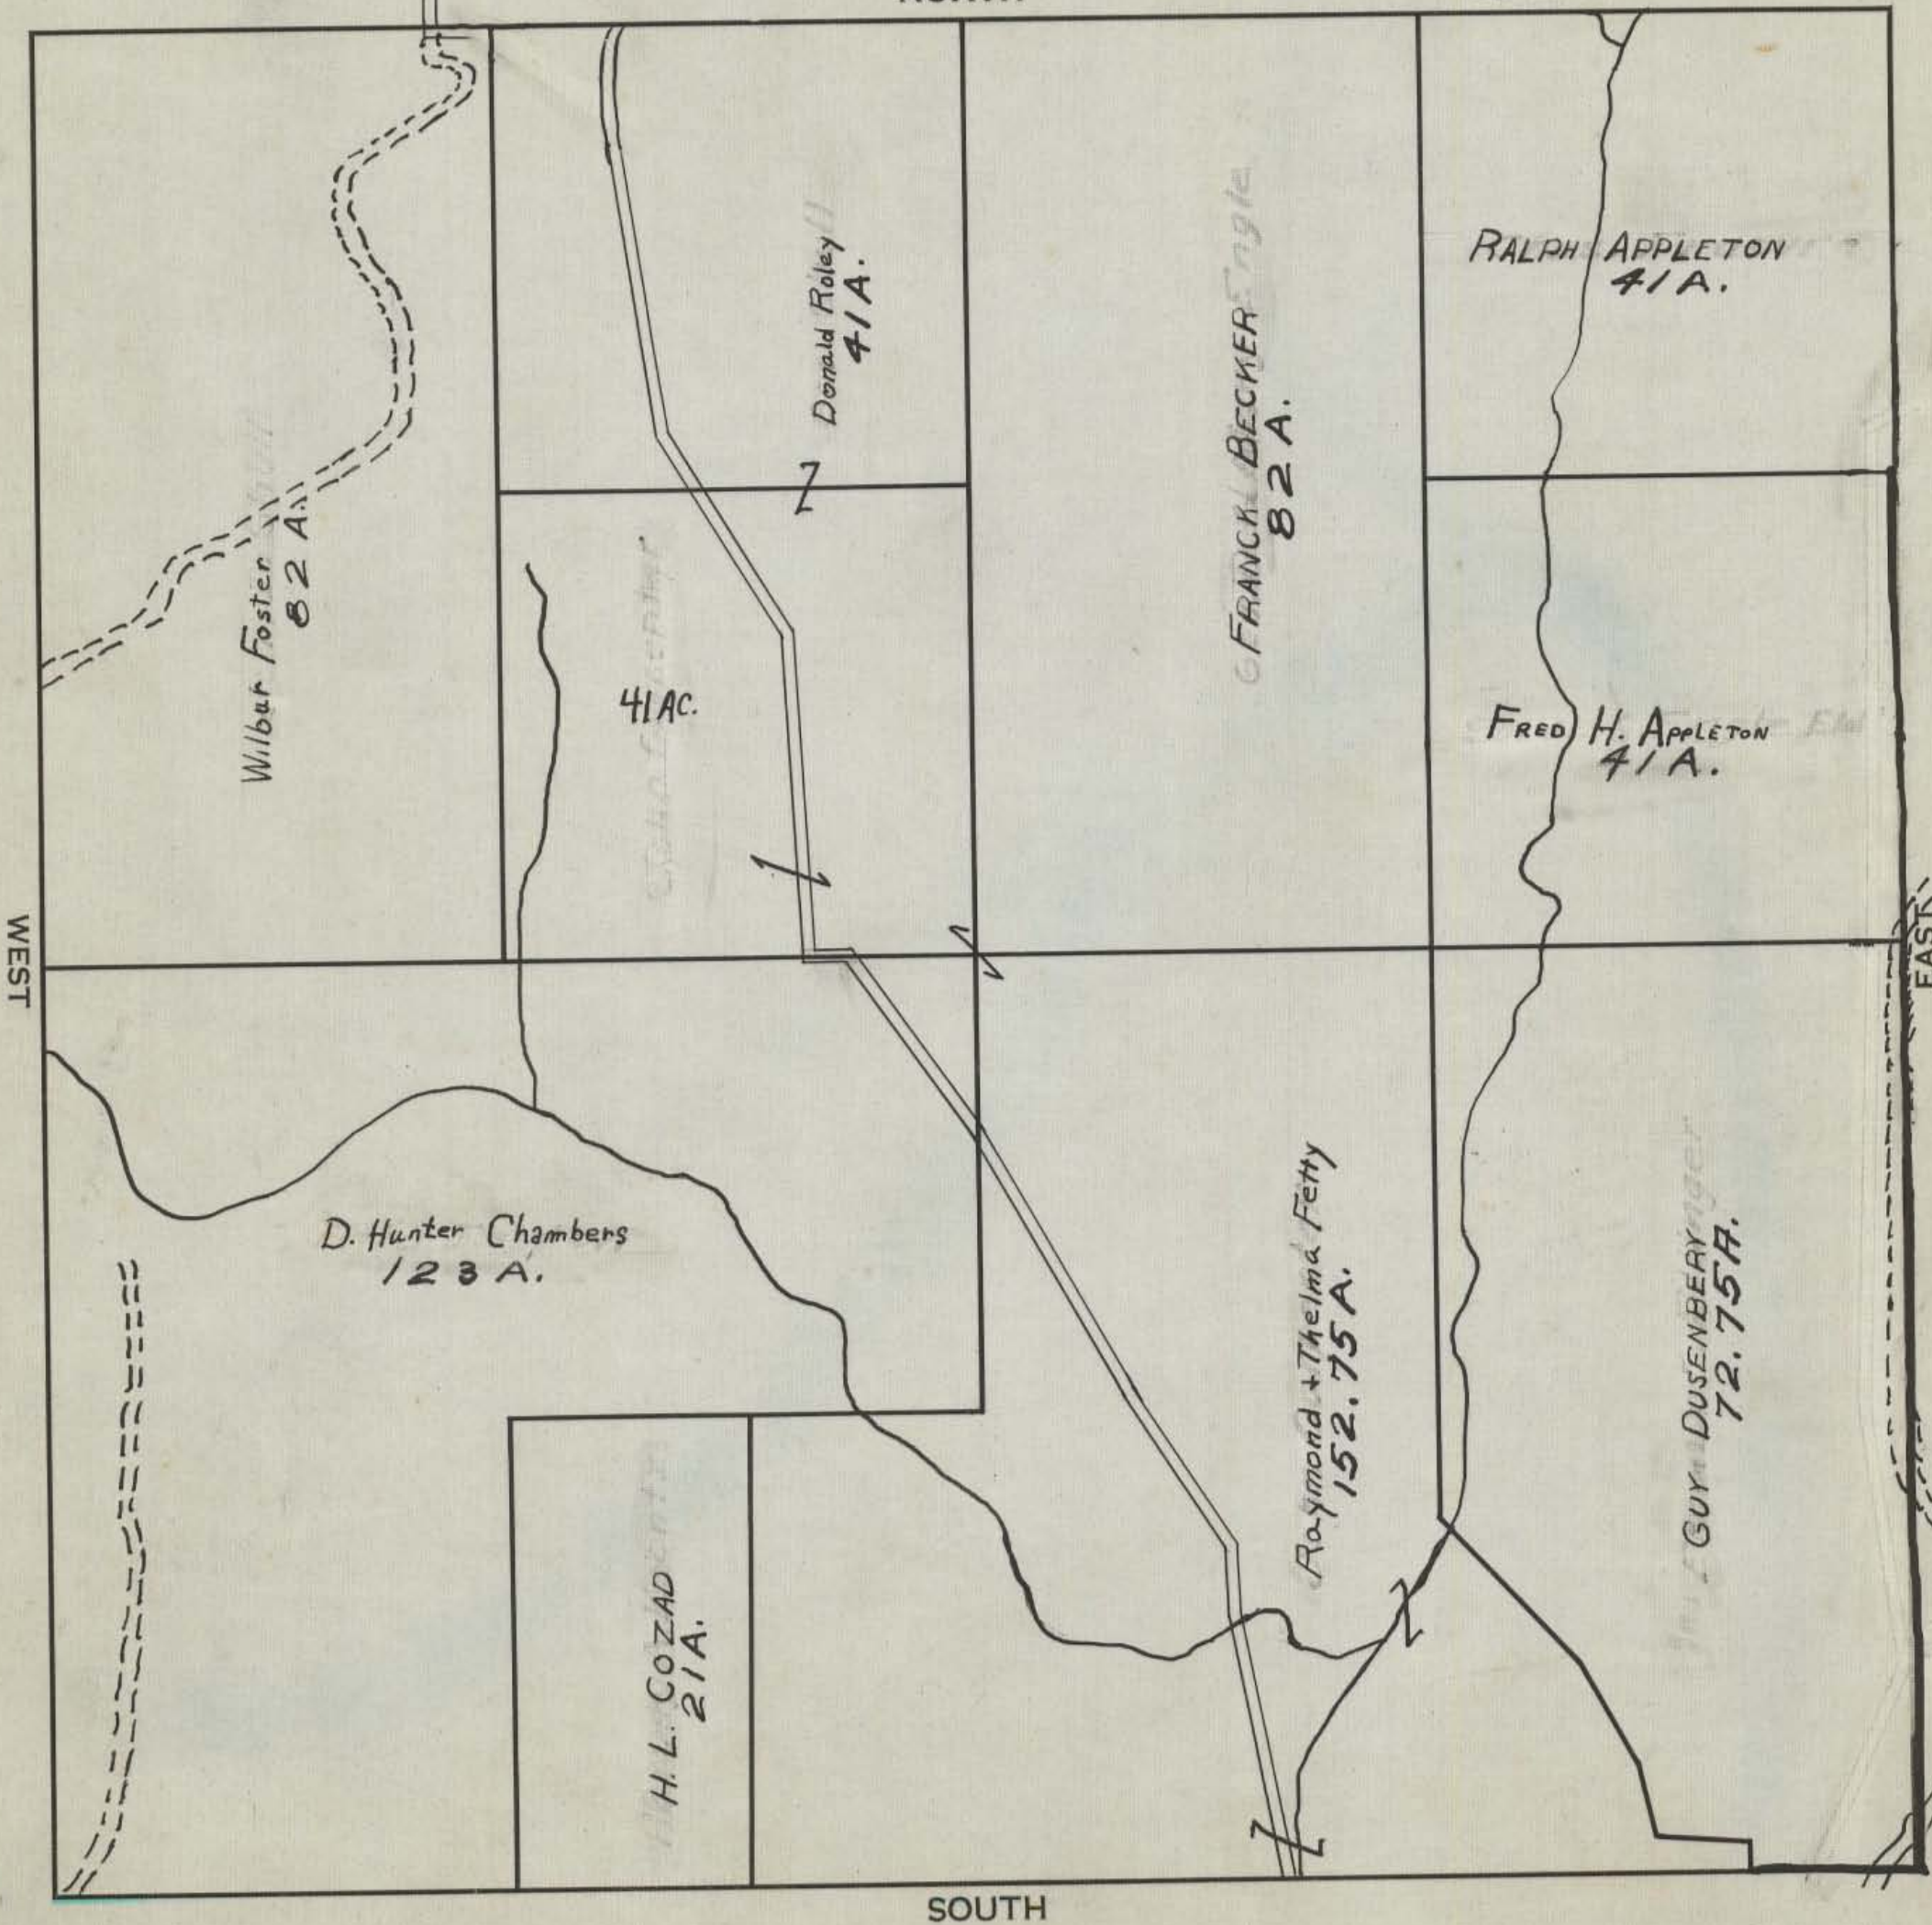 Donald Roley
41 A.
RALPH APPLETON
41 A.
FRANCK BECKER
82 A.
Wilbur Foster
82 A.
41 AC.
FRED H. APPLETON
41 A.
WEST
EAST
D. Hunter Chambers
123 A.
Raymond + Thelma Fetty
152.75 A.
GUY DUSENBERY
72.75 A.
H. L. COZAD
21 A.
SOUTH